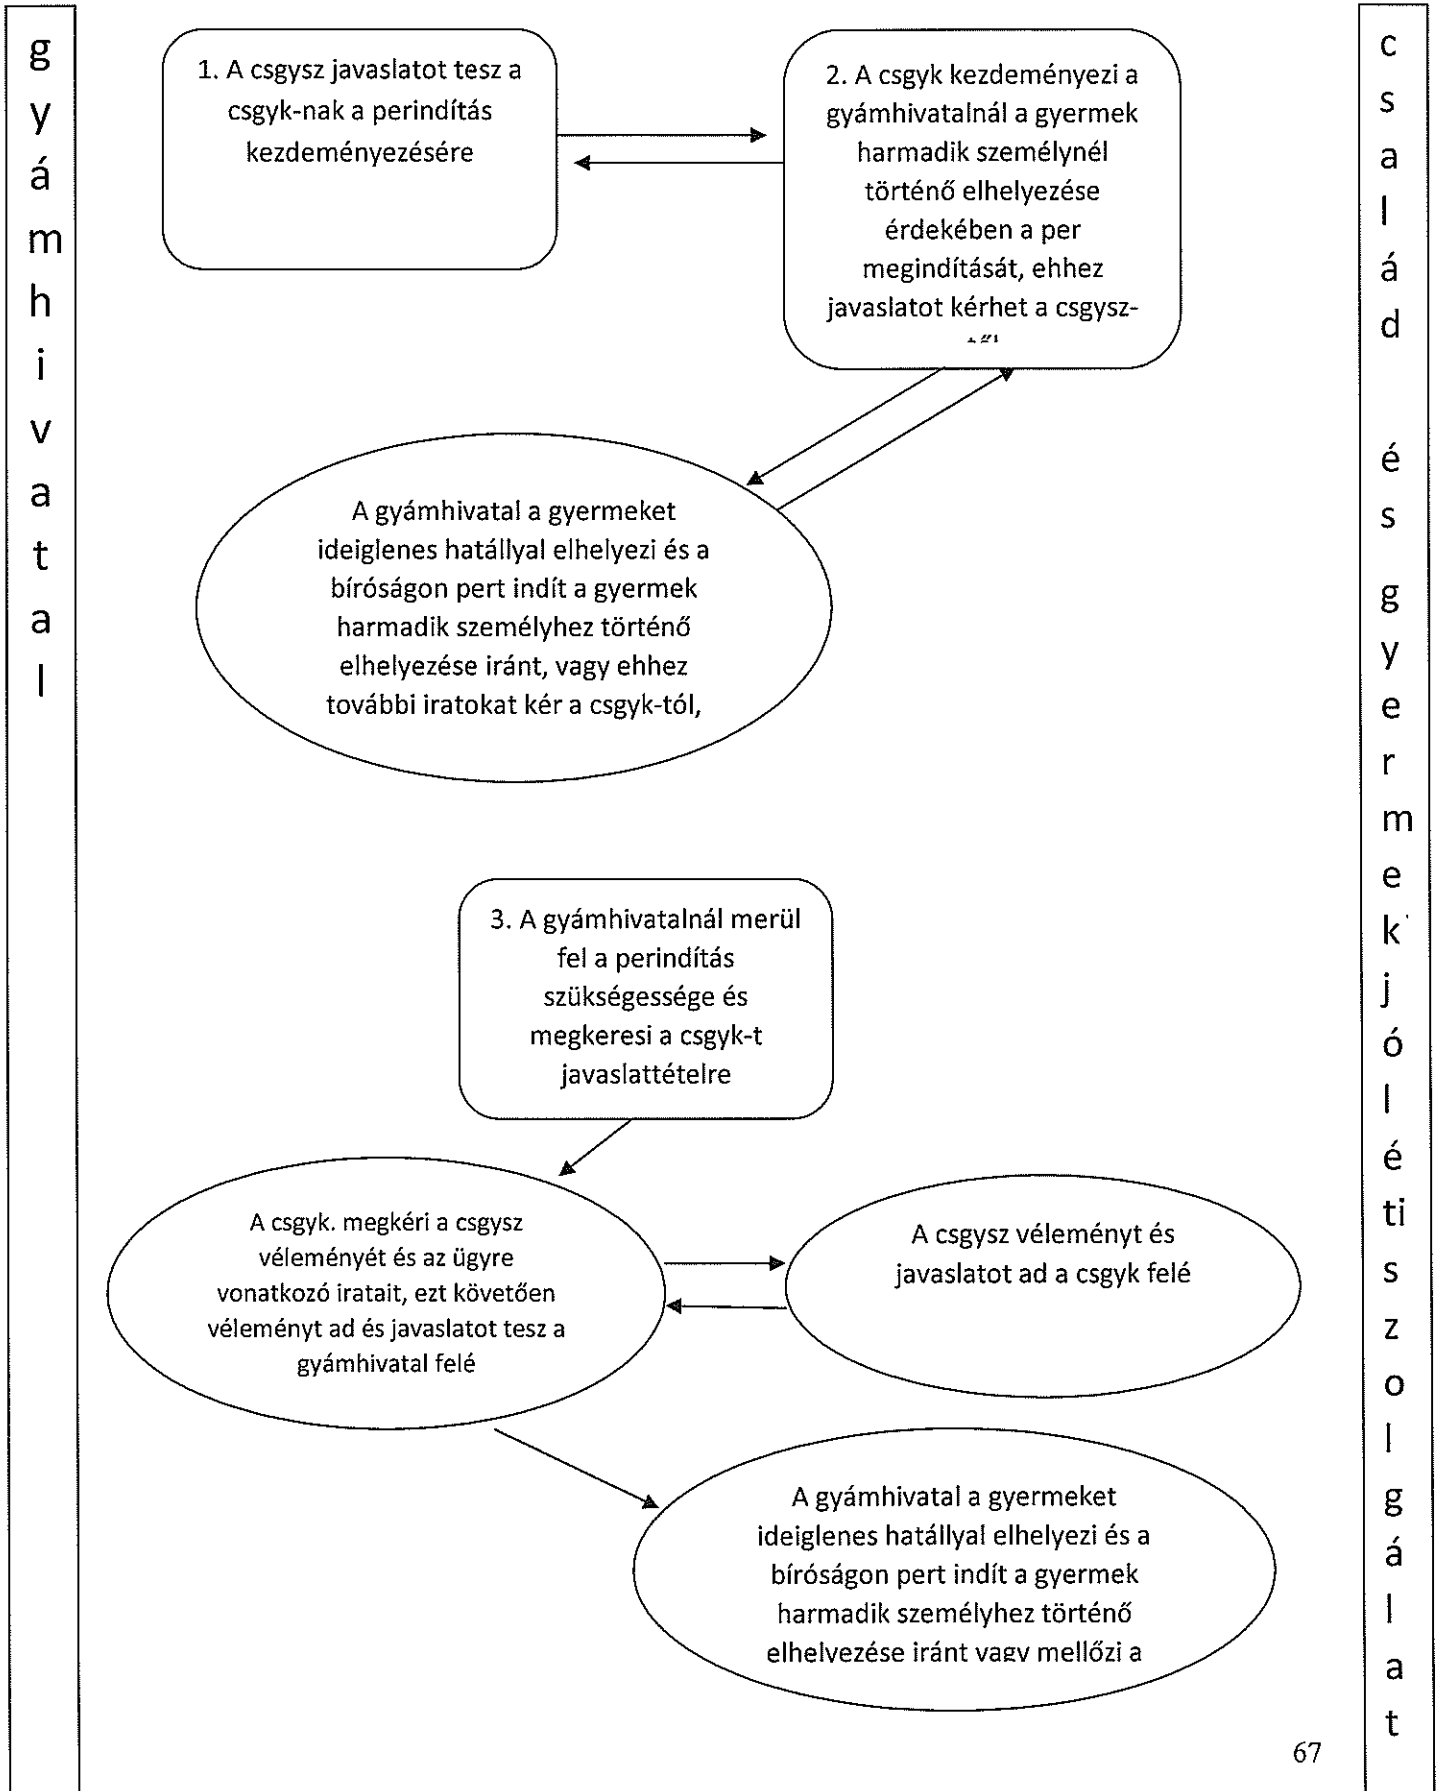 gyámhivatal
1. A csgysz javaslatot tesz a
csgyk-nak a perindítás
kezdeményezésére
2. A csgyk kezdeményezi a
gyámhivatalnál a gyermek
harmadik személynél
történő elhelyezése
érdekében a per
megindítását, ehhez
javaslatot kérhet a csgysz-
A gyámhivatal a gyermeket
ideiglenes hatállyal elhelyezi és a
bíróságon pert indít a gyermek
harmadik személyhez történő
elhelyezése iránt, vagy ehhez
további iratokat kér a csgyk-tól,
3. A gyámhivatalnál merül
fel a perindítás
szükségessége és
megkeresi a csgyk-t
javaslattételre
A csgyk. megkéri a csgysz
véleményét és az ügyre
vonatkozó iratait, ezt követően
véleményt ad és javaslatot tesz a
gyámhivatal felé
A csgysz véleményt és
javaslatot ad a csgyk felé
A gyámhivatal a gyermeket
ideiglenes hatállyal elhelyezi és a
bíróságon pert indít a gyermek
harmadik személyhez történő
elhelyezése iránt vagy mellőzi a
család és gyermekjóléti szolgálat
67